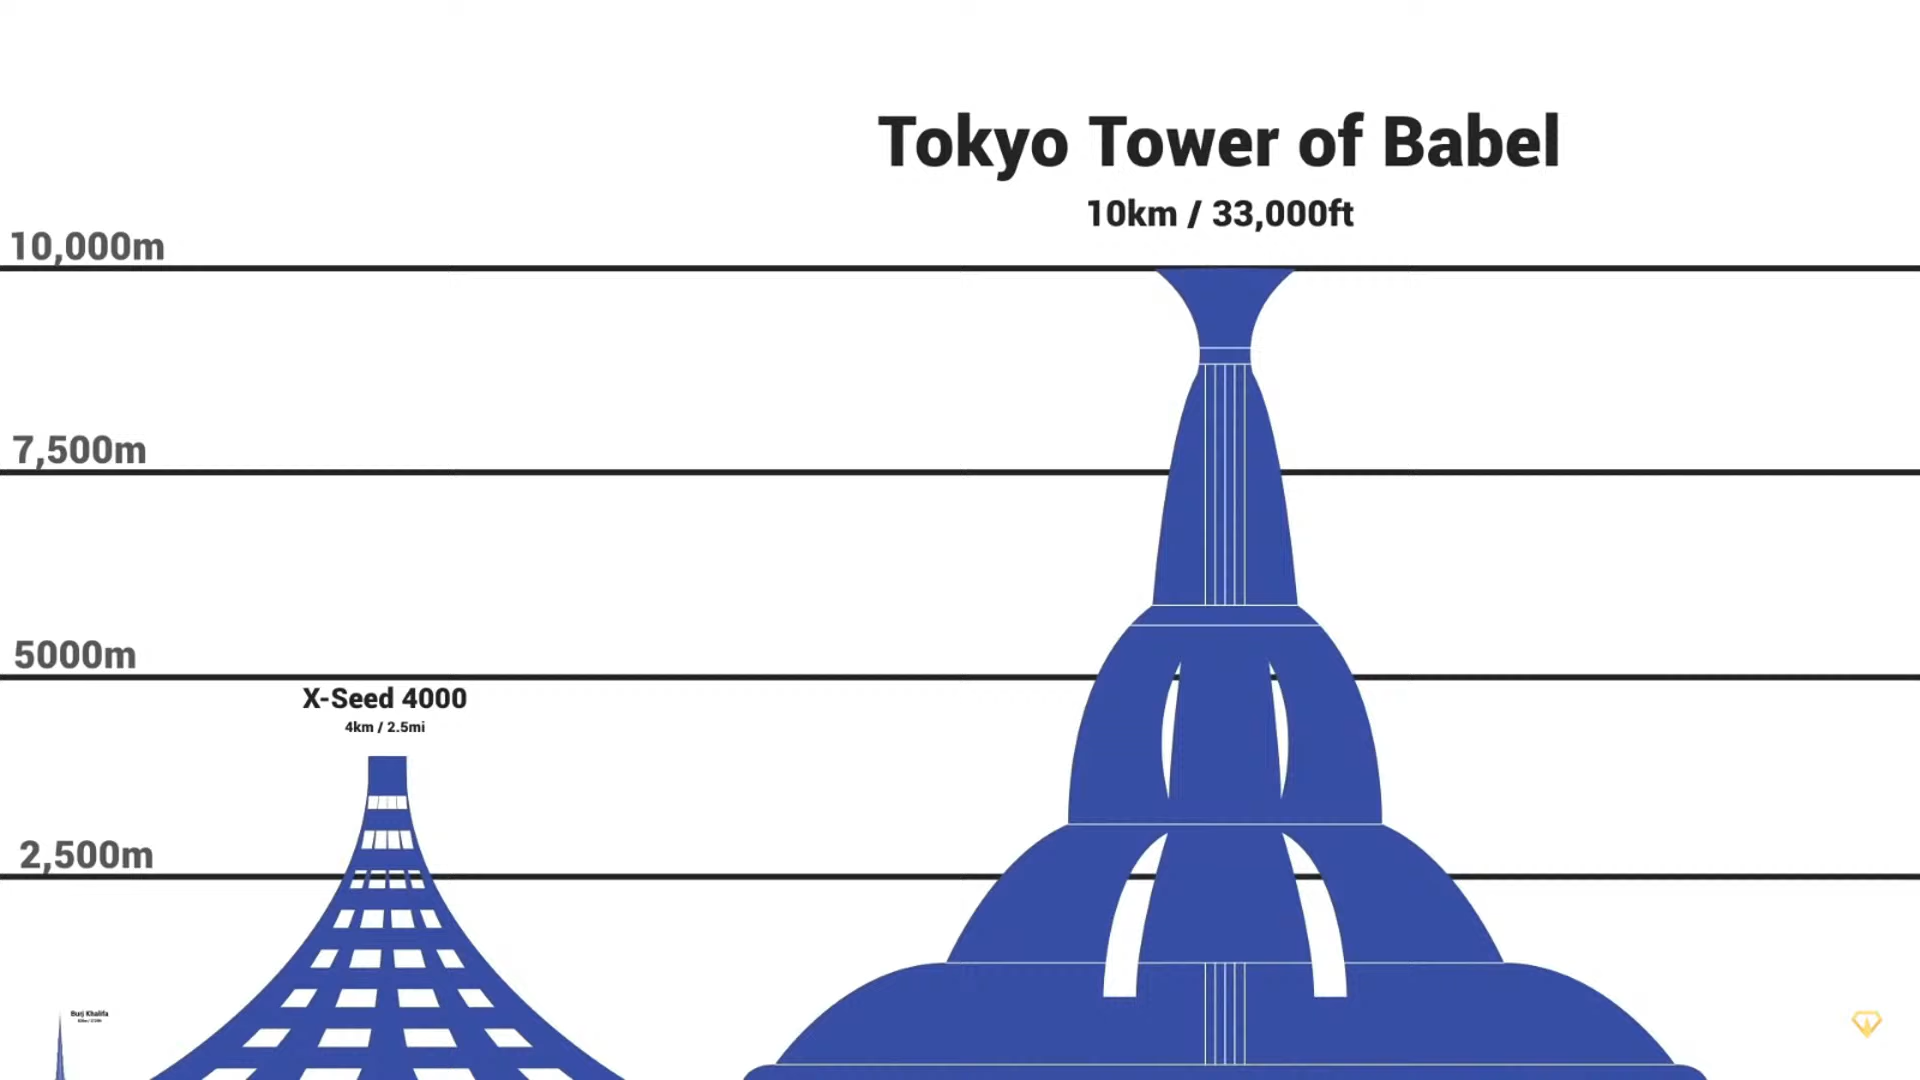 Tokyo Tower of Babel
10km / 33,000ft
10,000m
7,500m
5000m
X-Seed 4000
4km / 2.5mi
2,500m
Burj Khalifa